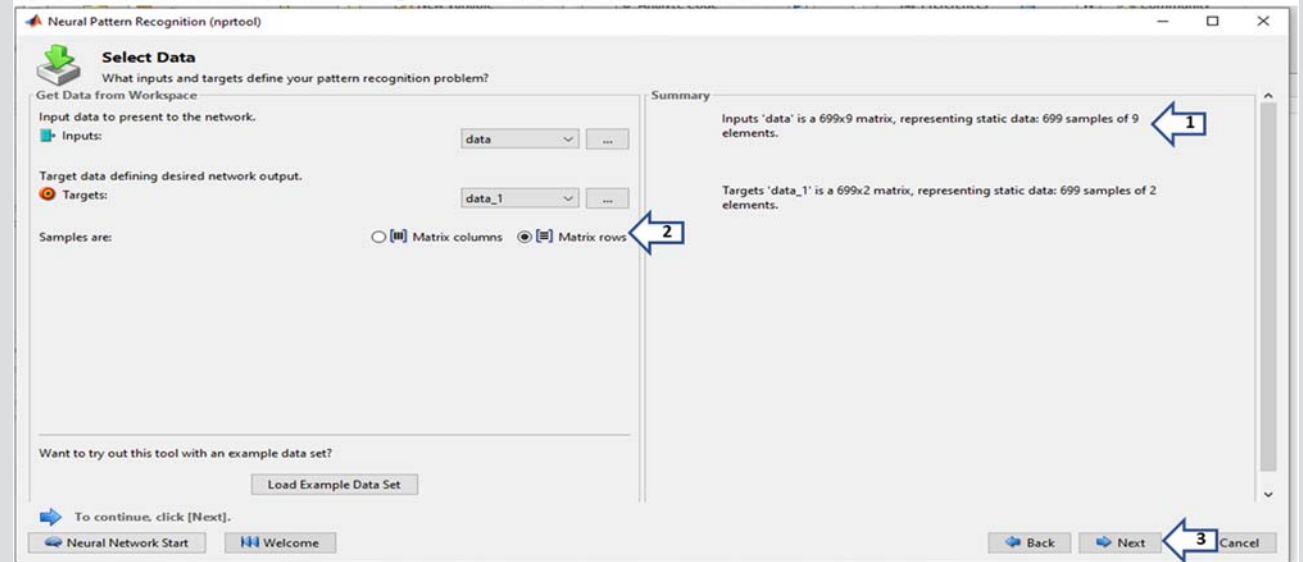 Neural Pattern Recognition (nprtool)
Select Data
What inputs and targets define your pattern recognition problem?
Get Data from Workspace
Input data to present to the network.
Inputs:
data
...
Target data defining desired network output.
Targets:
data_1
...
Samples are:
Matrix columns
Matrix rows
2
Want to try out this tool with an example data set?
Load Example Data Set
Summary
Inputs 'data' is a 699x9 matrix, representing static data: 699 samples of 9
elements.
1
Targets 'data_1' is a 699x2 matrix, representing static data: 699 samples of 2
elements.
To continue, click [Next].
Neural Network Start
Welcome
Back
Next
3
Cancel